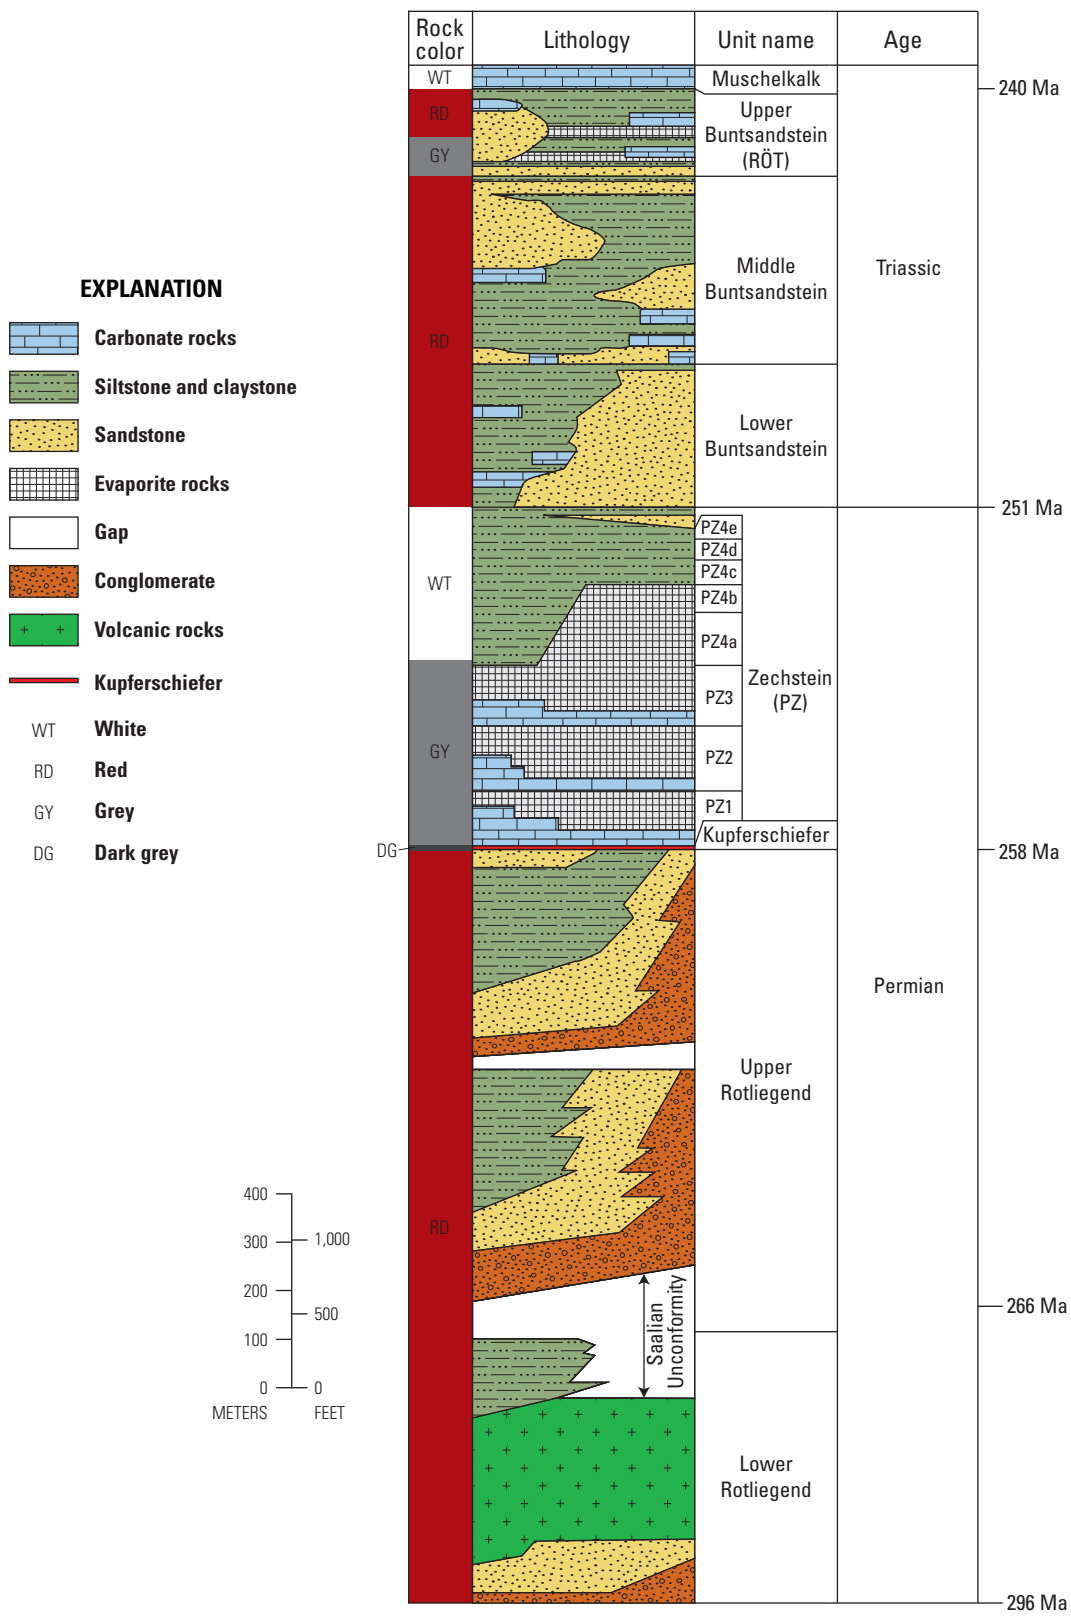 Rock
color
Lithology
Unit name
Age
WT
Muschelkalk
240 Ma
RD
Upper
Buntsandstein
(RÖT)
GY
Middle
Buntsandstein
Triassic
RD
Lower
Buntsandstein
251 Ma
EXPLANATION
Carbonate rocks
Siltstone and claystone
Sandstone
Evaporite rocks
Gap
Conglomerate
Volcanic rocks
Kupferschiefer
WT White
RD Red
GY Grey
DG Dark grey
PZ4e
PZ4d
PZ4c
WT
PZ4b
PZ4a
Zechstein
(PZ)
PZ3
GY
PZ2
PZ1
Kupferschiefer
DG
258 Ma
Permian
Upper
Rotliegend
RD
400
300
200
100
0
METERS
1,000
500
0
FEET
Saalian
Unconformity
266 Ma
Lower
Rotliegend
296 Ma